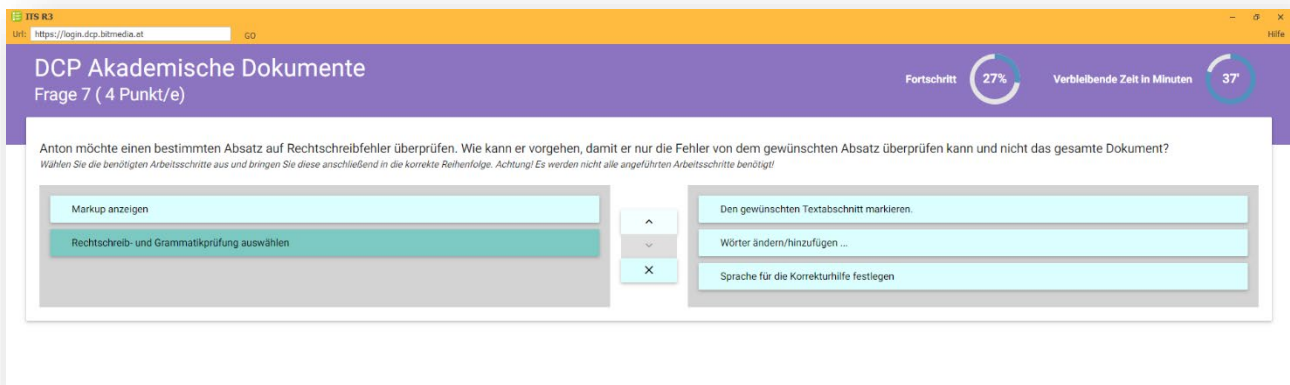 ITS R3
Url: https://login.dcp.bitmedia.at GO Hilfe
DCP Akademische Dokumente
Frage 7 ( 4 Punkt/e)
Fortschritt 27% Verbleibende Zeit in Minuten 37'
Anton möchte einen bestimmten Absatz auf Rechtschreibfehler überprüfen. Wie kann er vorgehen, damit er nur die Fehler von dem gewünschten Absatz überprüfen kann und nicht das gesamte Dokument?
Wählen Sie die benötigten Arbeitsschritte aus und bringen Sie diese anschließend in die korrekte Reihenfolge. Achtung! Es werden nicht alle angeführten Arbeitsschritte benötigt!
Markup anzeigen
Rechtschreib- und Grammatikprüfung auswählen
Den gewünschten Textabschnitt markieren.
Wörter ändern/hinzufügen ...
Sprache für die Korrekturhilfe festlegen